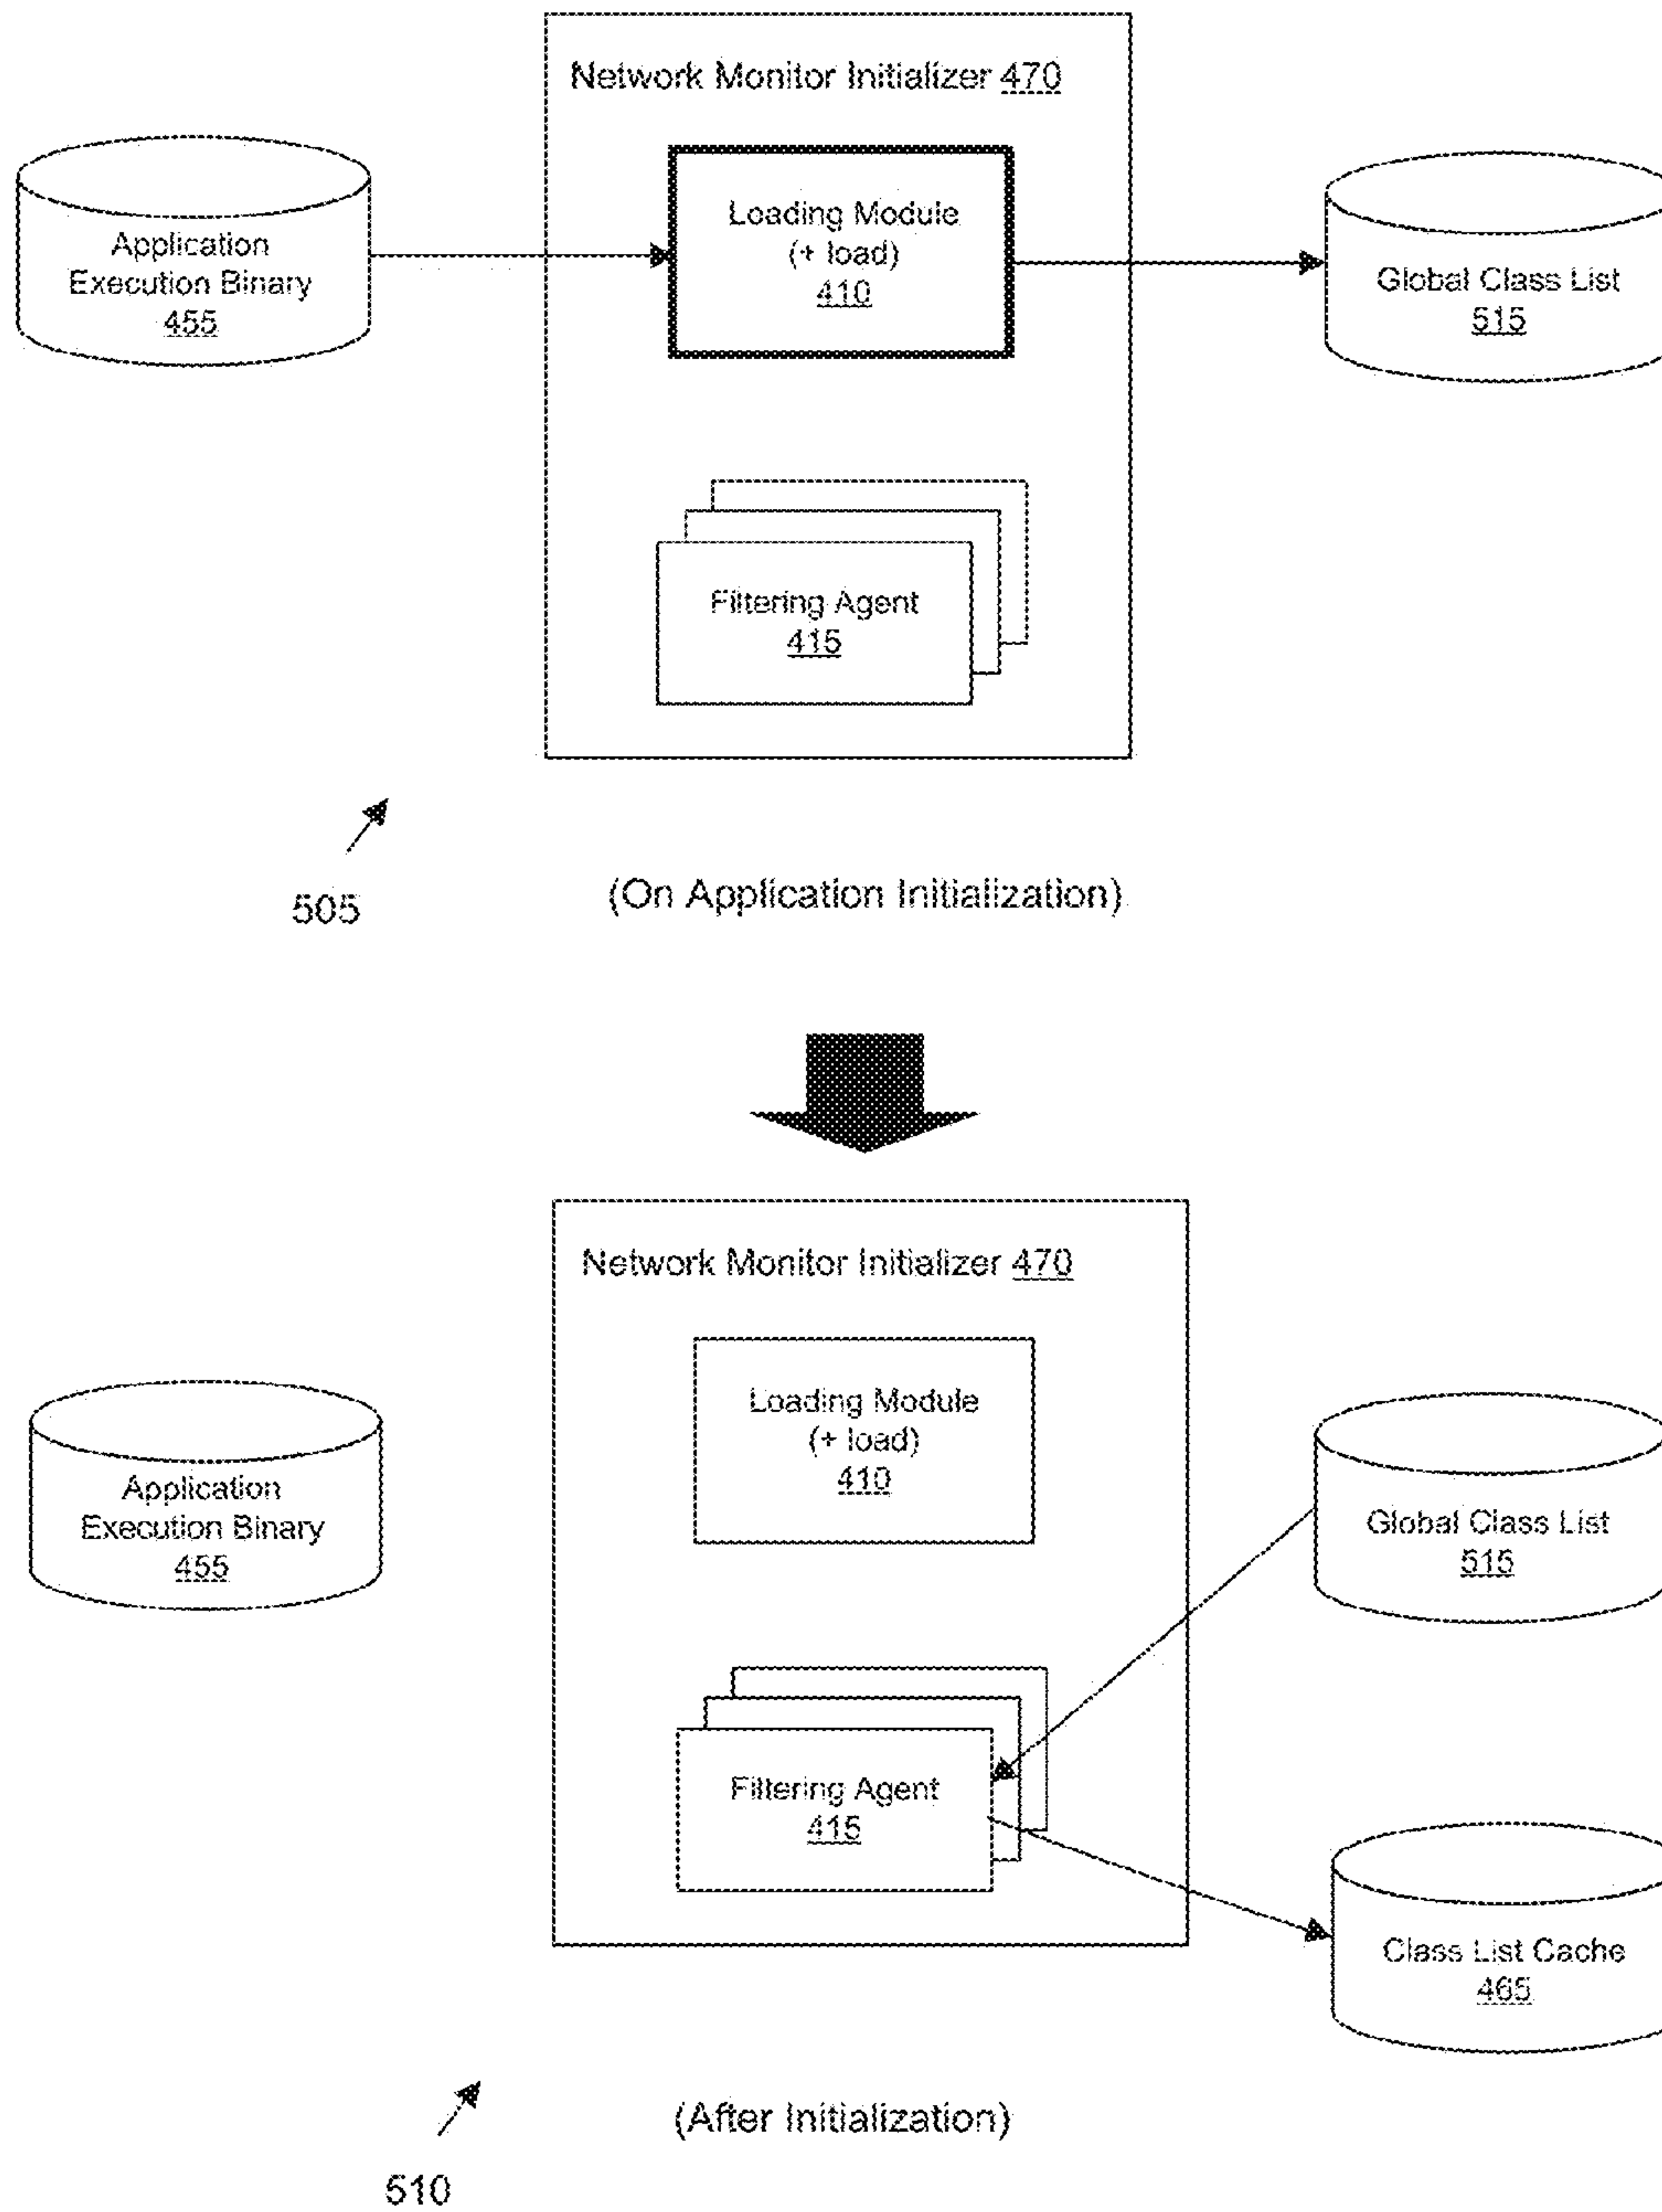 Network Monitor Initializer 470
Application
Execution Binary
455
Loading Module
(+ load)
410
Global Class List
515
Filtering Agent
415
505
(On Application Initialization)
Network Monitor Initializer 470
Application
Execution Binary
455
Loading Module
(+ load)
410
Global Class List
515
Filtering Agent
415
Class List Cache
465
(After Initialization)
510